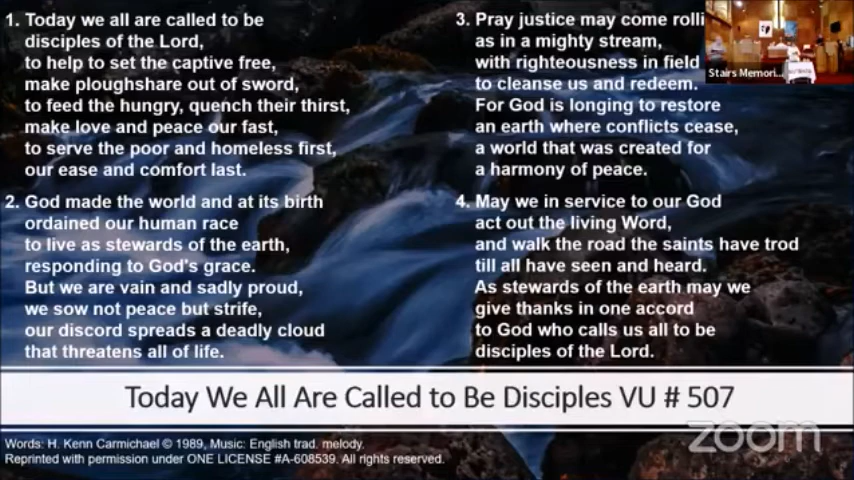 1. Today we all are called to be
disciples of the Lord,
to help to set the captive free,
make ploughshare out of sword,
to feed the hungry, quench their thirst,
make love and peace our fast,
to serve the poor and homeless first,
our ease and comfort last.
2. God made the world and at its birth
ordained our human race
to live as stewards of the earth,
responding to God's grace.
But we are vain and sadly proud,
we sow not peace but strife,
our discord spreads a deadly cloud
that threatens all of life.
3. Pray justice may come rolli
as in a mighty stream,
with righteousness in field
to cleanse us and redeem.
For God is longing to restore
an earth where conflicts cease,
a world that was created for
a harmony of peace.
4. May we in service to our God
act out the living Word,
and walk the road the saints have trod
till all have seen and heard.
As stewards of the earth may we
give thanks in one accord
to God who calls us all to be
disciples of the Lord.
Stairs Memori...
Today We All Are Called to Be Disciples VU # 507
Words: H. Kenn Carmichael © 1989, Music: English trad. melody.
Reprinted with permission under ONE LICENSE #A-608539. All rights reserved.
zoom